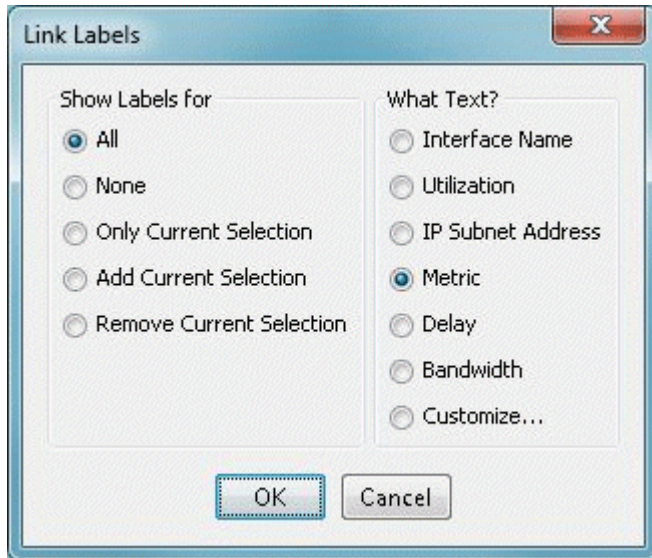 Link Labels
Show Labels for
All
None
Only Current Selection
Add Current Selection
Remove Current Selection
What Text?
Interface Name
Utilization
IP Subnet Address
Metric
Delay
Bandwidth
Customize...
OK
Cancel